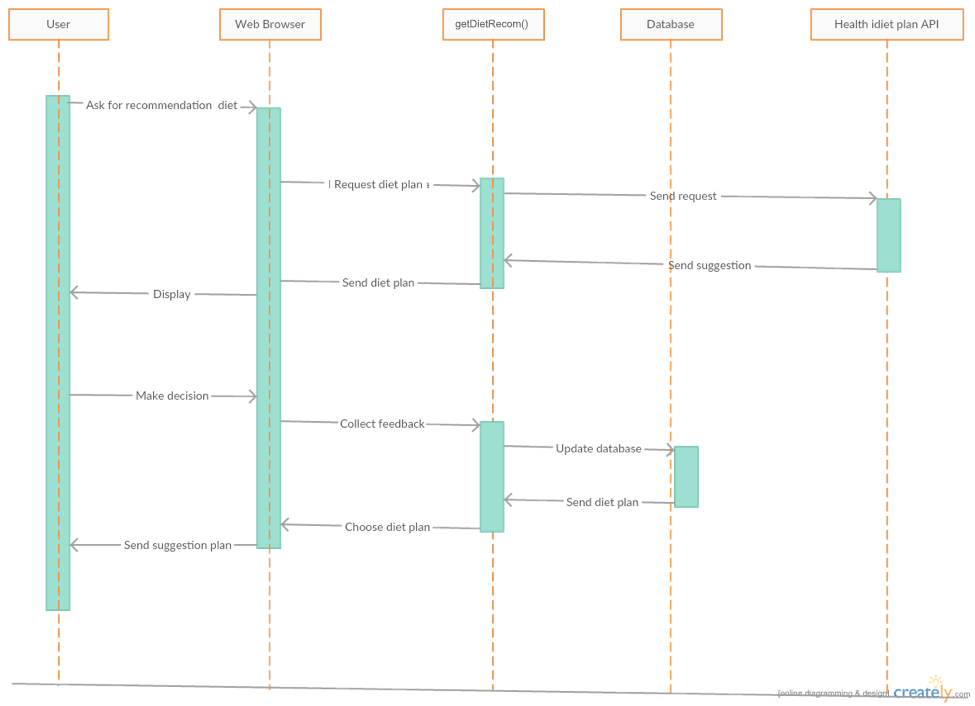 User
Web Browser
getDietRecom()
Database
Health idiet plan API
Ask for recommendation  diet
Request diet plan
Send request
Send suggestion
Send diet plan
Display
Make decision
Collect feedback
Update database
Send diet plan
Choose diet plan
Send suggestion plan
[online diagramming & design] creately.com